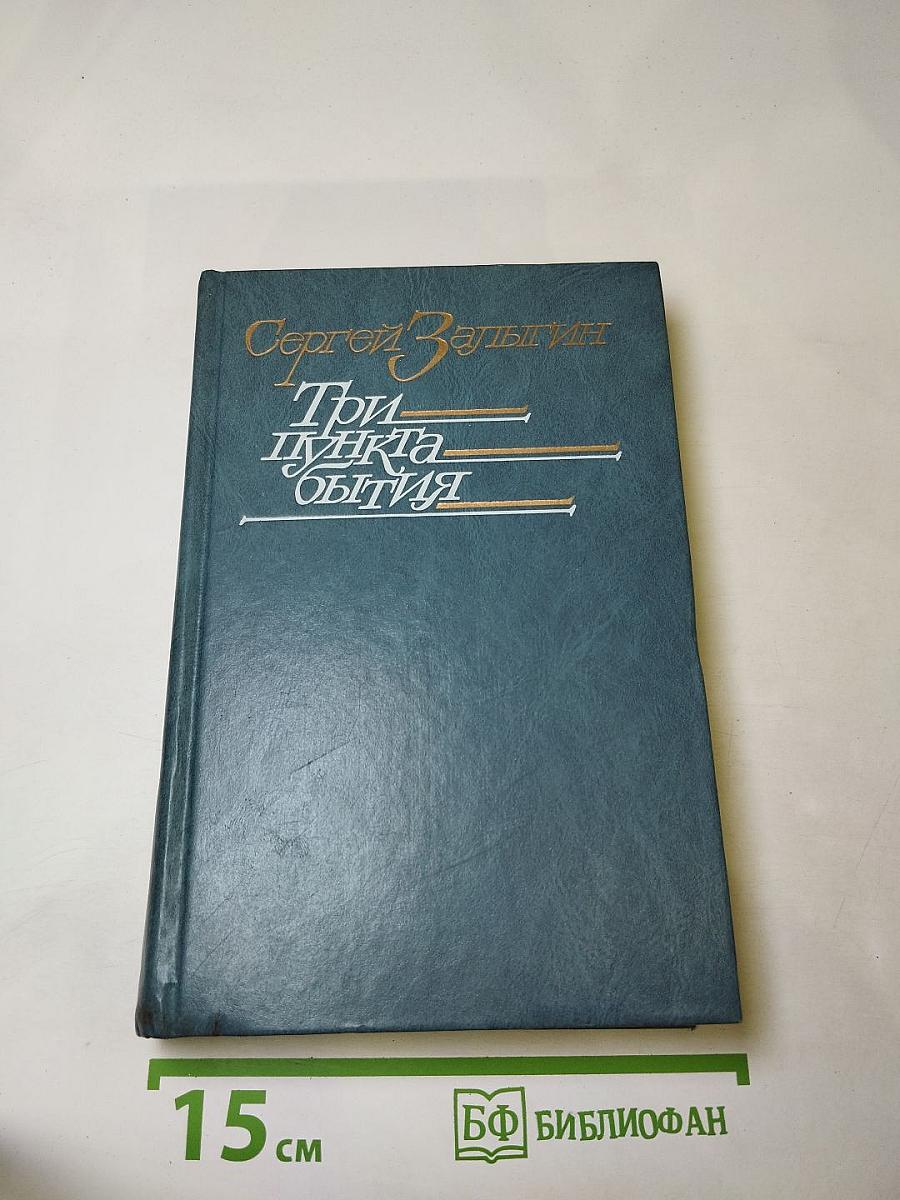 Сергей Залыгин
Три
пункта
бытия
15 см
БФ БИБЛИОФАН